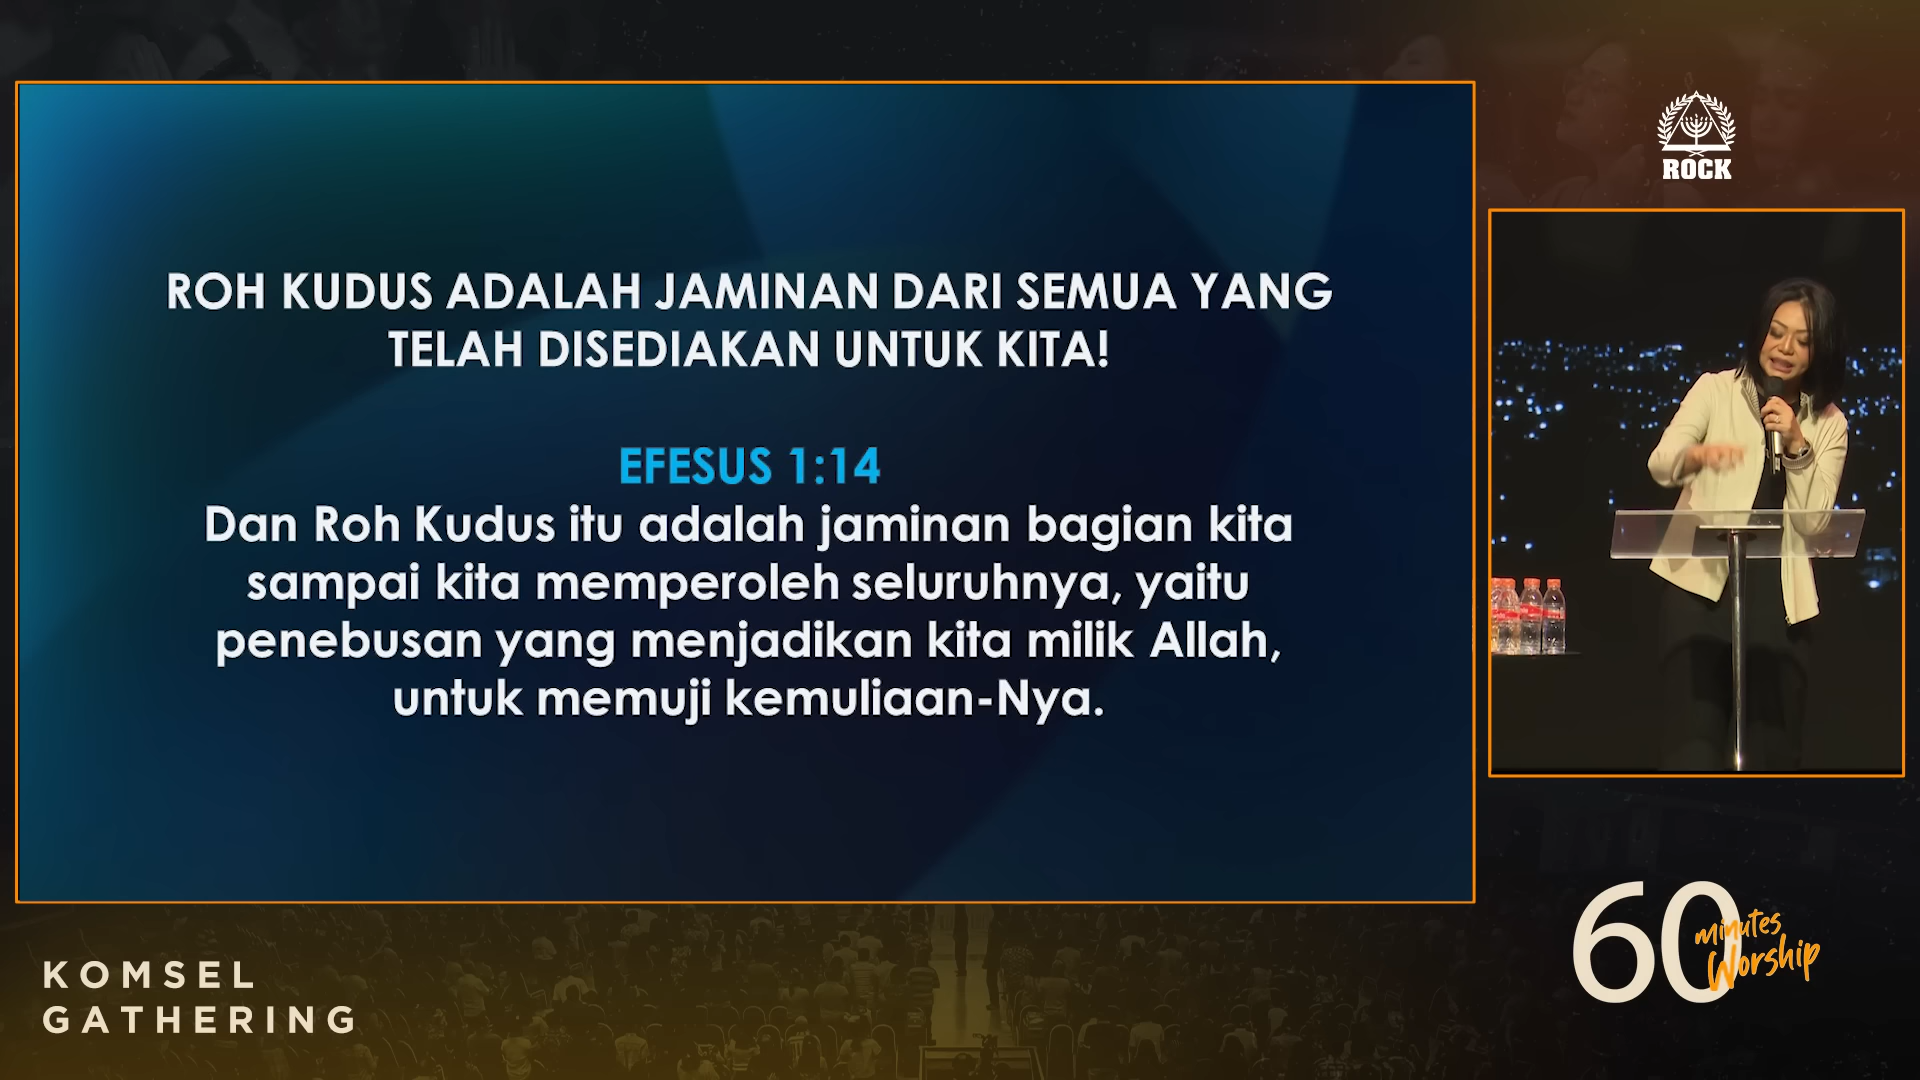 ROH KUDUS ADALAH JAMINAN DARI SEMUA YANG
TELAH DISEDIAKAN UNTUK KITA!
EFESUS 1:14
Dan Roh Kudus itu adalah jaminan bagian kita
sampai kita memperoleh seluruhnya, yaitu
penebusan yang menjadikan kita milik Allah,
untuk memuji kemuliaan-Nya.
ROCK
KOMSEL
GATHERING
60
minutes
Worship